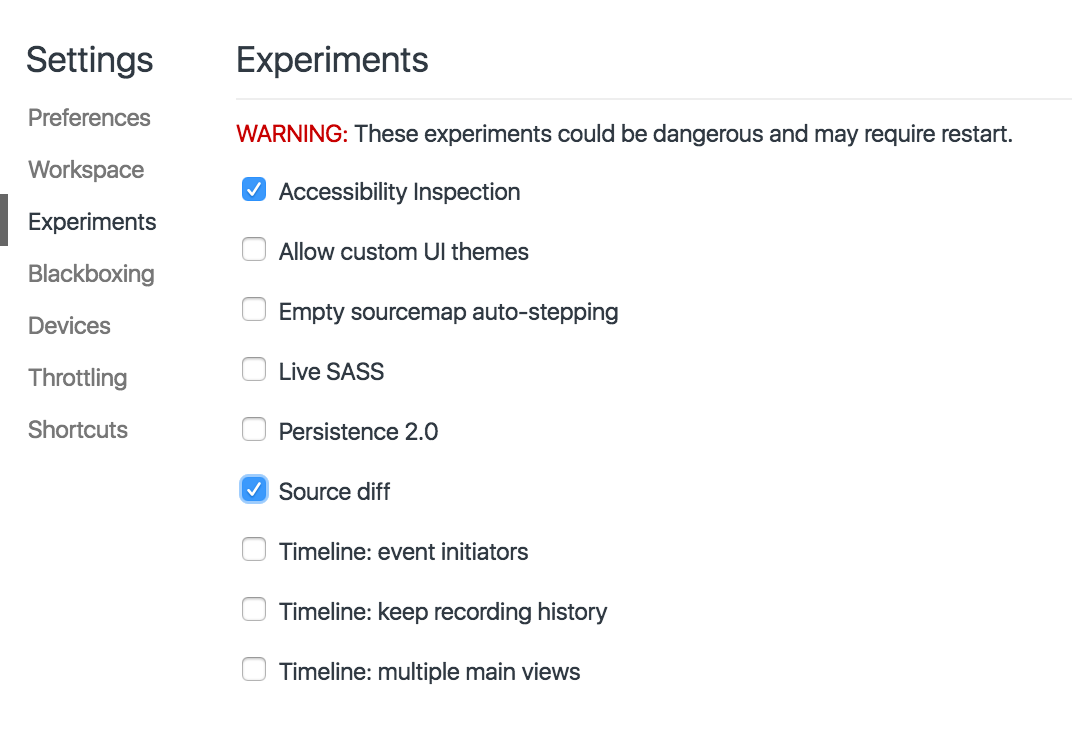 Settings
Preferences
Workspace
Experiments
Blackboxing
Devices
Throttling
Shortcuts
Experiments
WARNING: These experiments could be dangerous and may require restart.
Accessibility Inspection
Allow custom UI themes
Empty sourcemap auto-stepping
Live SASS
Persistence 2.0
Source diff
Timeline: event initiators
Timeline: keep recording history
Timeline: multiple main views